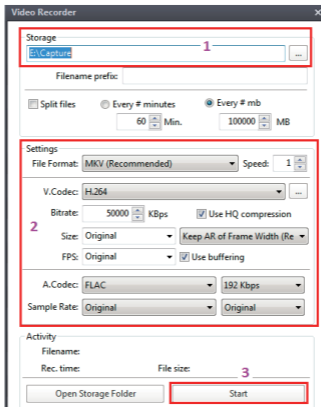 Video Recorder
Storage
1
E:\Capture ...
Filename prefix:
Split files Every # minutes Every # mb
60 Min. 100000 MB
Settings
File Format: MKV (Recommended) Speed: 1
V.Codec: H.264 ...
Bitrate: 50000 KBps Use HQ compression
2
Size: Original Keep AR of Frame Width (Re
FPS: Original Use buffering
A.Codec: FLAC 192 Kbps
Sample Rate: Original Original
Activity
Filename:
Rec. time: File size: 3
Open Storage Folder Start